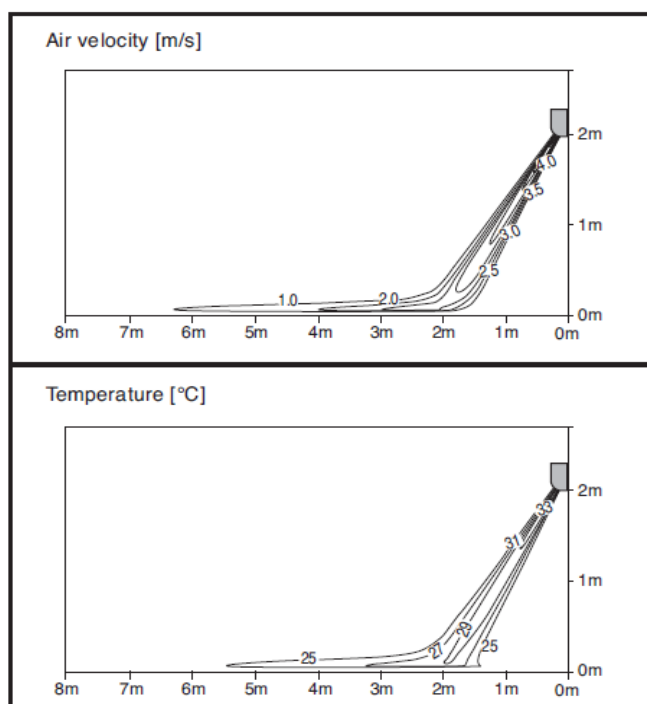 Air velocity [m/s]
2m
4.0
3.5
1m
3.0
2.5
1.0
2.0
0m
8m 7m 6m 5m 4m 3m 2m 1m 0m
Temperature [°C]
2m
33
31
1m
29
25
27
25
0m
8m 7m 6m 5m 4m 3m 2m 1m 0m